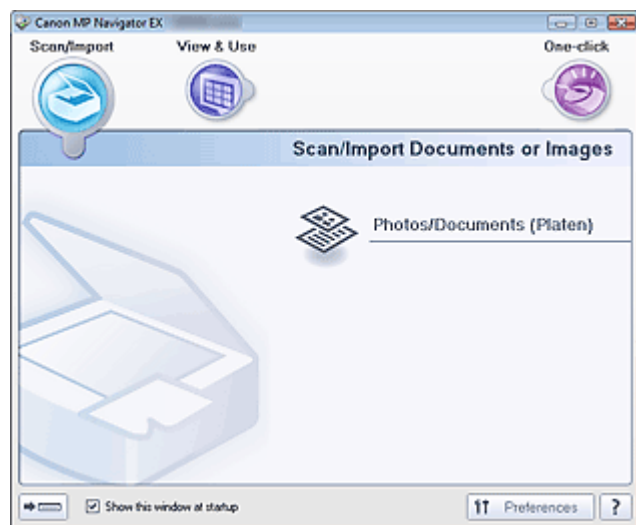 Canon MP Navigator EX
Scan/Import
View & Use
One-click
Scan/Import Documents or Images
Photos/Documents (Platen)
Show this window at startup
Preferences
?